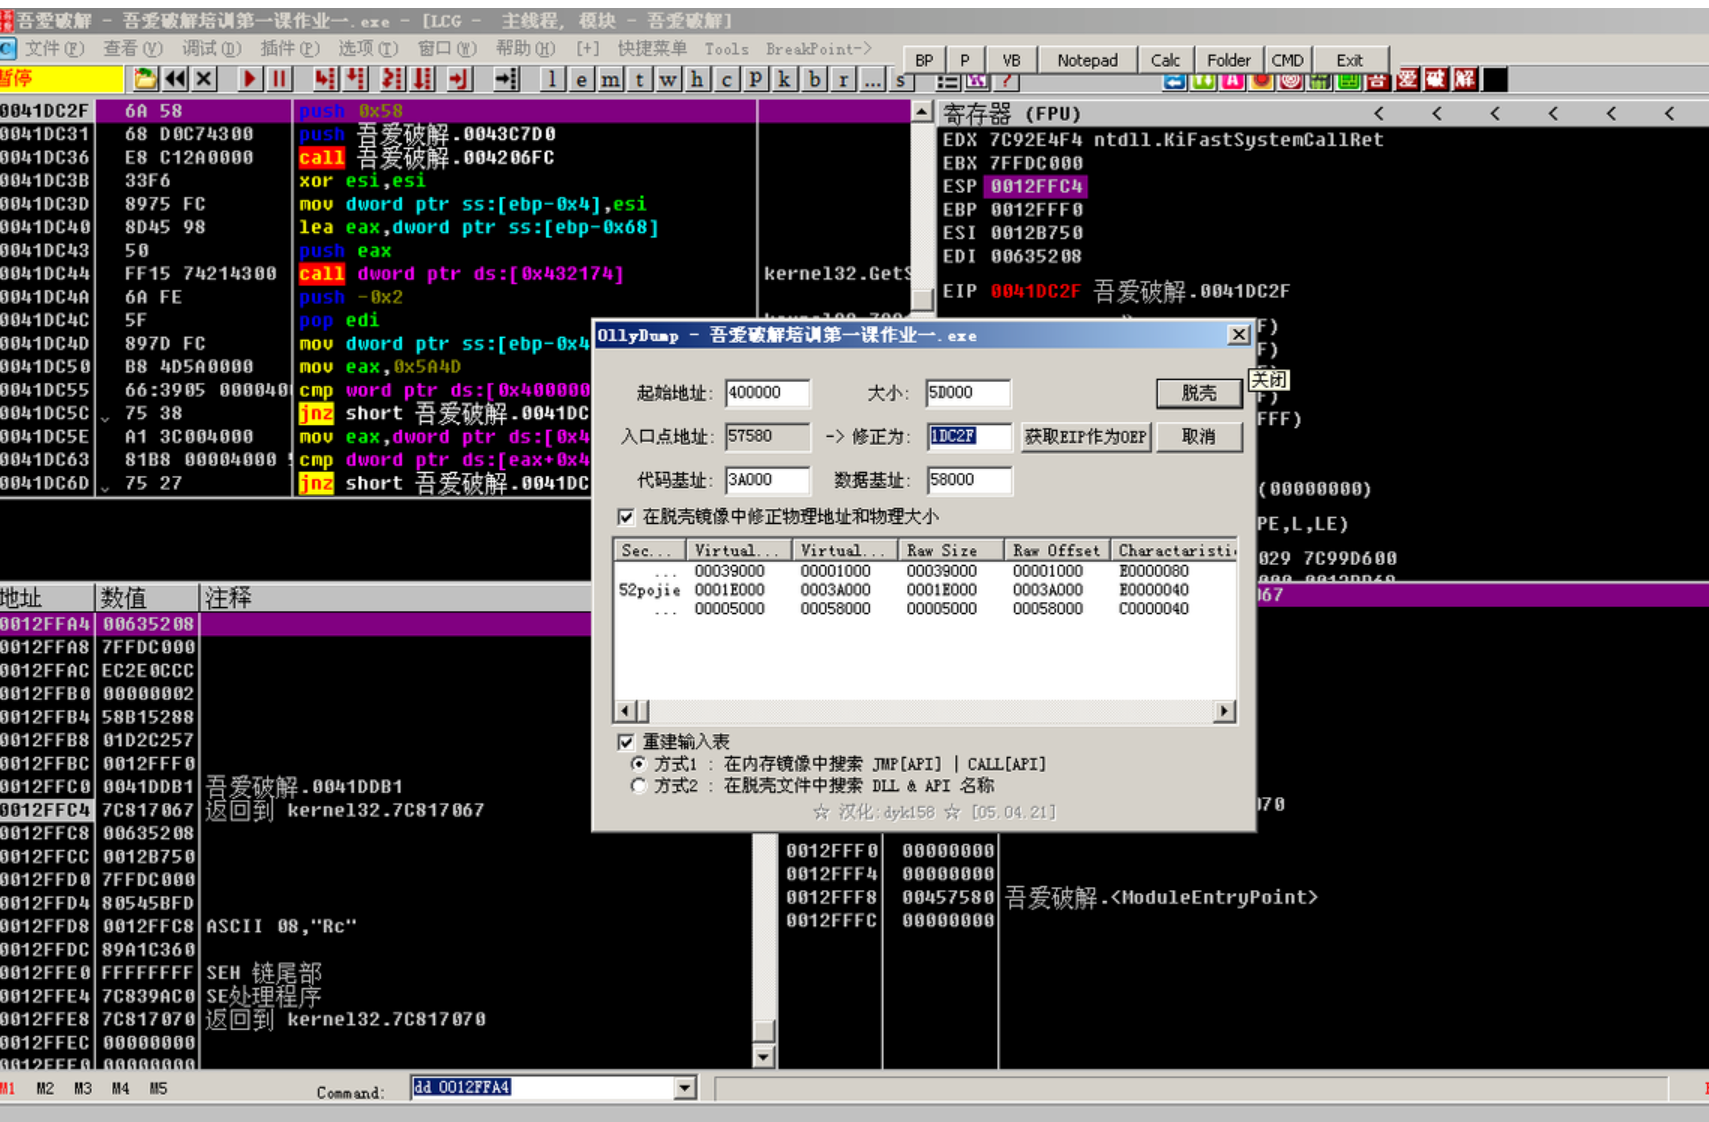 吾爱破解 - 吾爱破解培训第一课作业一.exe - [LCG - 主线程, 模块 - 吾爱破解]
文件(F) 查看(V) 调试(D) 插件(P) 选项(T) 窗口(W) 帮助(H) [+] 快捷菜单 Tools BreakPoint->
BP P VB Notepad Calc Folder CMD Exit
暂停 l e m t w h c P k b r ... s
0041DC2F 6A 58 push 0x58
0041DC31 68 D0C74300 push 吾爱破解.0043C7D0
0041DC36 E8 C12A0000 call 吾爱破解.004206FC
0041DC3B 33F6 xor esi,esi
0041DC3D 8975 FC mov dword ptr ss:[ebp-0x4],esi
0041DC40 8D45 98 lea eax,dword ptr ss:[ebp-0x68]
0041DC43 50 push eax
0041DC44 FF15 74214300 call dword ptr ds:[0x432174] kernel32.GetS
0041DC4A 6A FE push -0x2
0041DC4C 5F pop edi
0041DC4D 897D FC mov dword ptr ss:[ebp-0x4
0041DC50 B8 4D5A0000 mov eax,0x5A4D
0041DC55 66:3905 000040 cmp word ptr ds:[0x400000
0041DC5C 75 38 jnz short 吾爱破解.0041DC
0041DC5E A1 3C004000 mov eax,dword ptr ds:[0x4
0041DC63 81B8 00004000 cmp dword ptr ds:[eax+0x4
0041DC6D 75 27 jnz short 吾爱破解.0041DC
寄存器 (FPU) < < < < < <
EDX 7C92E4F4 ntdll.KiFastSystemCallRet
EBX 7FFDC000
ESP 0012FFC4
EBP 0012FFF0
ESI 0012B750
EDI 00635208
EIP 0041DC2F 吾爱破解.0041DC2F
F)
F)
F)
FFF)
(00000000)
PE,L,LE)
029 7C99D600
OllyDump - 吾爱破解培训第一课作业一.exe
关闭
起始地址: 400000 大小: 5D000 脱壳
入口点地址: 57580 -> 修正为: 1DC2F 获取EIP作为OEP 取消
代码基址: 3A000 数据基址: 58000
在脱壳镜像中修正物理地址和物理大小
Sec... Virtual... Virtual... Raw Size Raw Offset Charactaristi
... 00039000 00001000 00039000 00001000 E0000080
52pojie 0001E000 0003A000 0001E000 0003A000 E0000040
... 00005000 00058000 00005000 00058000 C0000040
重建输入表
方式1 : 在内存镜像中搜索 JMP[API] | CALL[API]
方式2 : 在脱壳文件中搜索 DLL & API 名称
☆ 汉化:dyk158 ☆ [05.04.21]
地址 数值 注释
0012FFA4 00635208
0012FFA8 7FFDC000
0012FFAC EC2E0CCC
0012FFB0 00000002
0012FFB4 58B15288
0012FFB8 01D2C257
0012FFBC 0012FFF0
0012FFC0 0041DDB1 吾爱破解.0041DDB1
0012FFC4 7C817067 返回到 kernel32.7C817067
0012FFC8 00635208
0012FFCC 0012B750
0012FFD0 7FFDC000
0012FFD4 80545BFD
0012FFD8 0012FFC8 ASCII 08,"Rc"
0012FFDC 89A1C360
0012FFE0 FFFFFFFF SEH 链尾部
0012FFE4 7C839AC0 SE处理程序
0012FFE8 7C817070 返回到 kernel32.7C817070
0012FFEC 00000000
0012FFF0 00000000
067
070
0012FFF0 00000000
0012FFF4 00000000
0012FFF8 00457580 吾爱破解.<ModuleEntryPoint>
0012FFFC 00000000
M1 M2 M3 M4 M5 Command: dd 0012FFA4